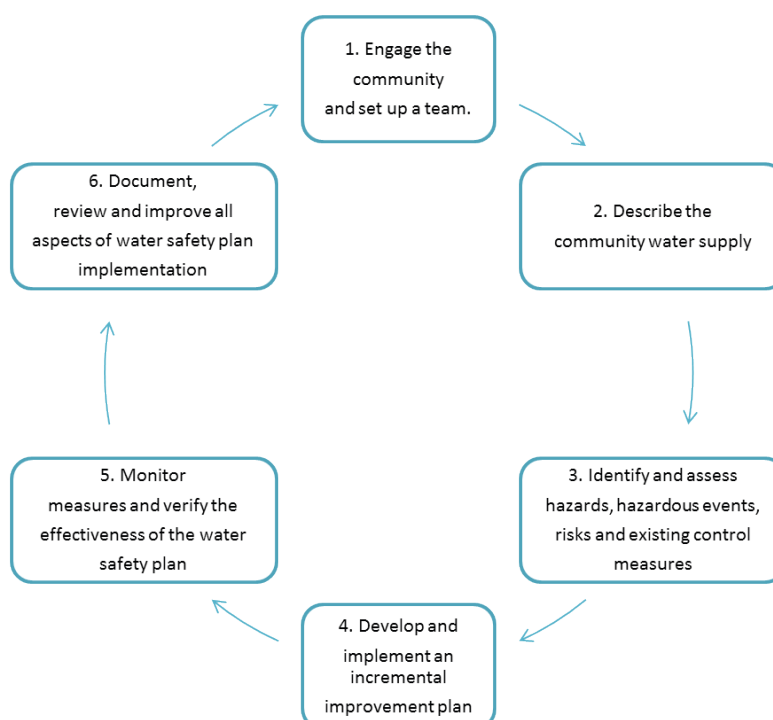 1. Engage the
community
and set up a team.
2. Describe the
community water supply
3. Identify and assess
hazards, hazardous events,
risks and existing control
measures
4. Develop and
implement an
incremental
improvement plan
5. Monitor
measures and verify the
effectiveness of the water
safety plan
6. Document,
review and improve all
aspects of water safety plan
implementation